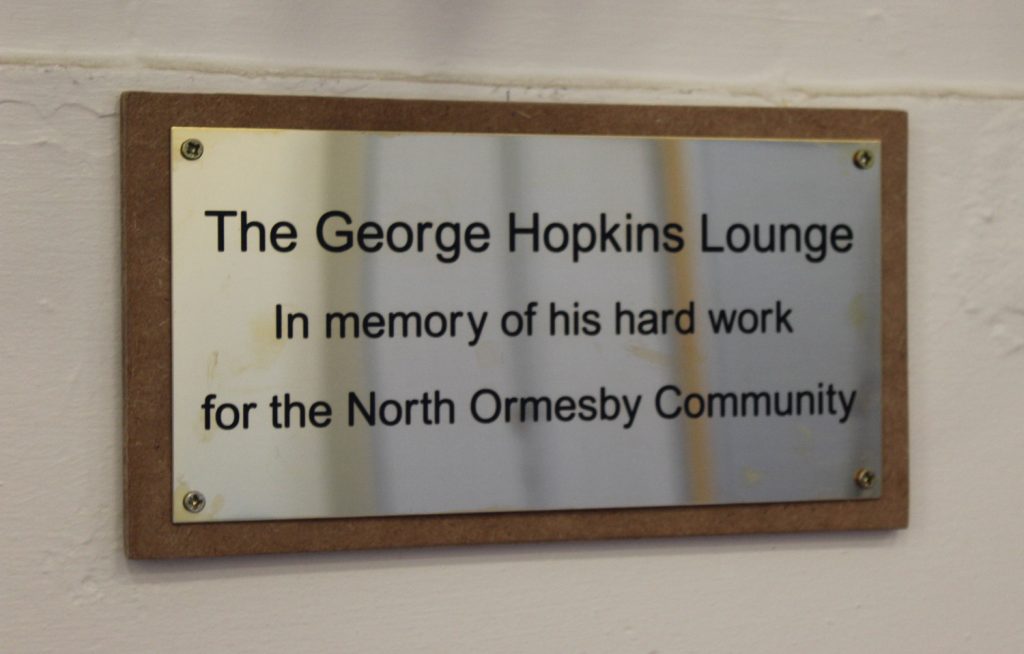 The George Hopkins Lounge
In memory of his hard work
for the North Ormesby Community